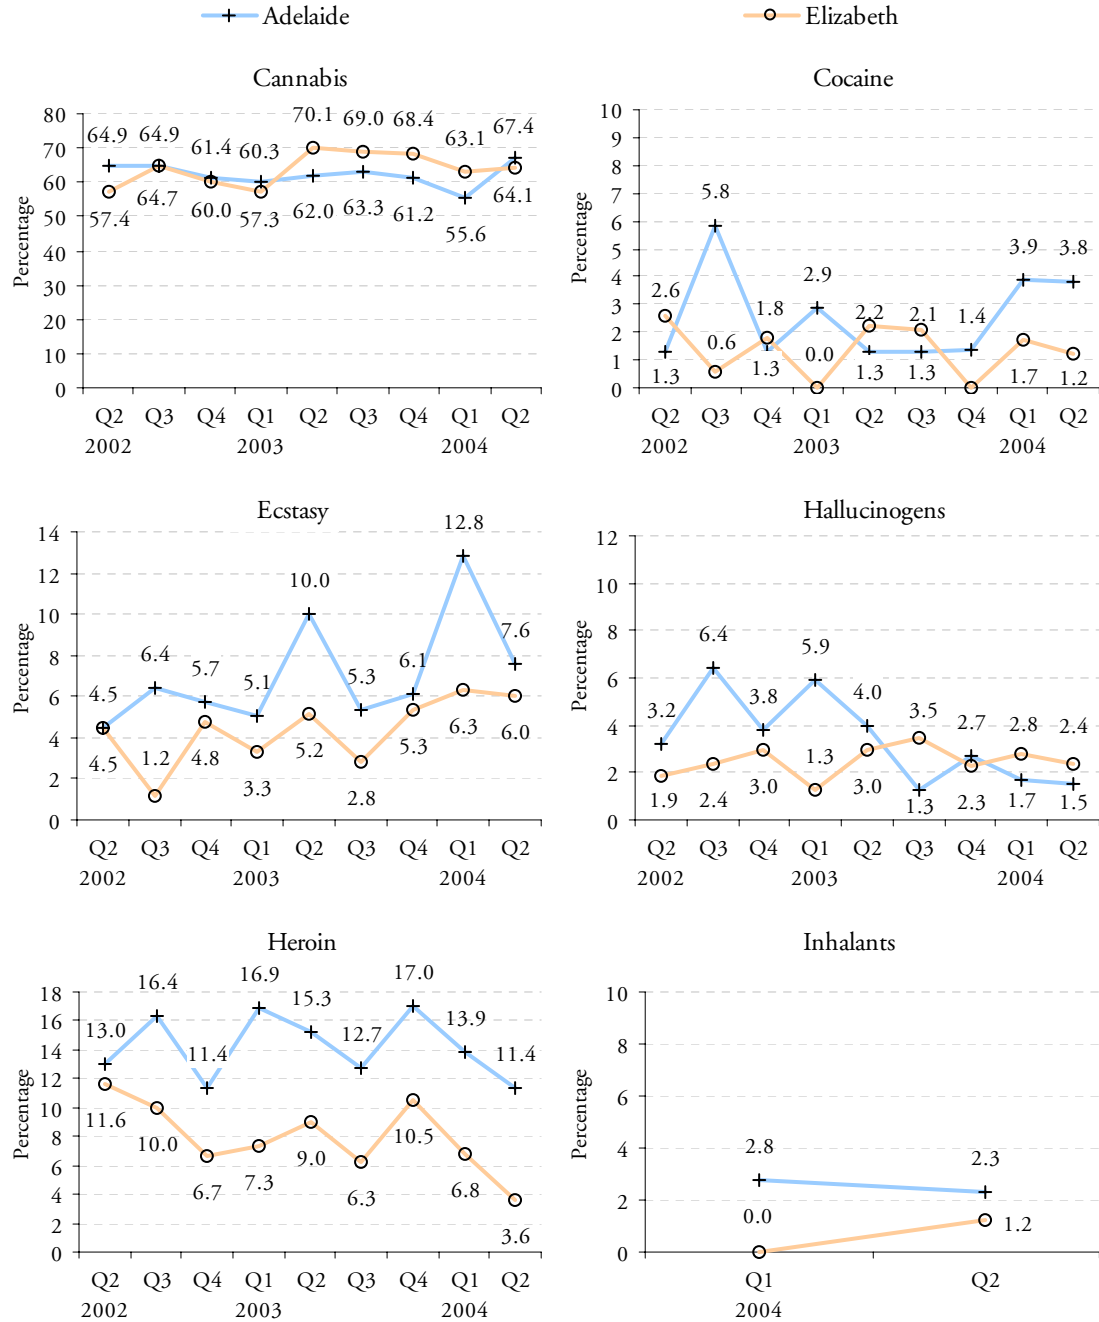 Adelaide Elizabeth
Cannabis
Percentage
80
70
60
50
40
30
20
10
0
64.9 64.9 61.4 60.3 70.1 69.0 68.4 63.1 67.4
57.4 64.7 60.0 57.3 62.0 63.3 61.2 55.6 64.1
Q2 Q3 Q4 Q1 Q2 Q3 Q4 Q1 Q2
2002 2003 2004
Cocaine
Percentage
10
9
8
7
6
5
4
3
2
1
0
2.6 5.8 1.8 2.9 2.2 2.1 1.4 3.9 3.8
1.3 0.6 1.3 0.0 1.3 1.3 1.7 1.2
Q2 Q3 Q4 Q1 Q2 Q3 Q4 Q1 Q2
2002 2003 2004
Ecstasy
Percentage
14
12
10
8
6
4
2
0
4.5 6.4 5.7 5.1 10.0 5.3 6.1 12.8 7.6
4.5 1.2 4.8 3.3 5.2 2.8 5.3 6.3 6.0
Q2 Q3 Q4 Q1 Q2 Q3 Q4 Q1 Q2
2002 2003 2004
Hallucinogens
Percentage
12
10
8
6
4
2
0
3.2 6.4 3.8 5.9 4.0 3.5 2.7 2.8 2.4
1.9 2.4 3.0 1.3 3.0 1.3 2.3 1.7 1.5
Q2 Q3 Q4 Q1 Q2 Q3 Q4 Q1 Q2
2002 2003 2004
Heroin
Percentage
18
16
14
12
10
8
6
4
2
0
13.0 16.4 11.4 16.9 15.3 12.7 17.0 13.9 11.4
11.6 10.0 6.7 7.3 9.0 6.3 10.5 6.8 3.6
Q2 Q3 Q4 Q1 Q2 Q3 Q4 Q1 Q2
2002 2003 2004
Inhalants
Percentage
10
8
6
4
2
0
2.8 2.3
0.0 1.2
Q1 Q2
2004